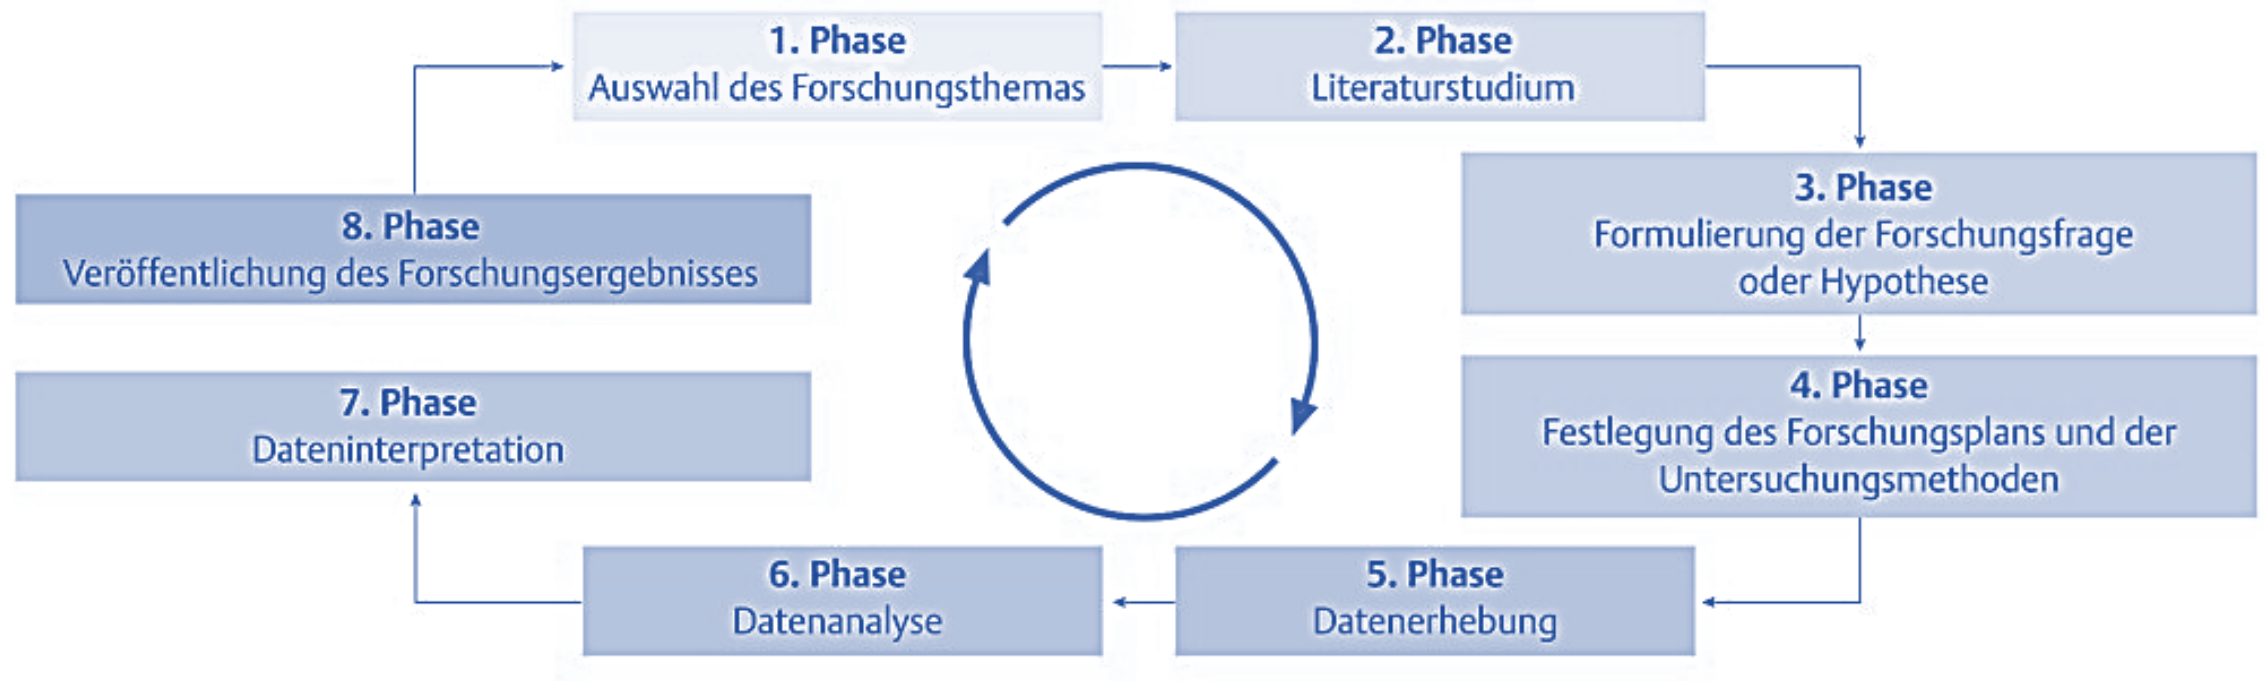 1. Phase
Auswahl des Forschungsthemas
2. Phase
Literaturstudium
3. Phase
Formulierung der Forschungsfrage
oder Hypothese
4. Phase
Festlegung des Forschungsplans und der
Untersuchungsmethoden
5. Phase
Datenerhebung
6. Phase
Datenanalyse
7. Phase
Dateninterpretation
8. Phase
Veröffentlichung des Forschungsergebnisses